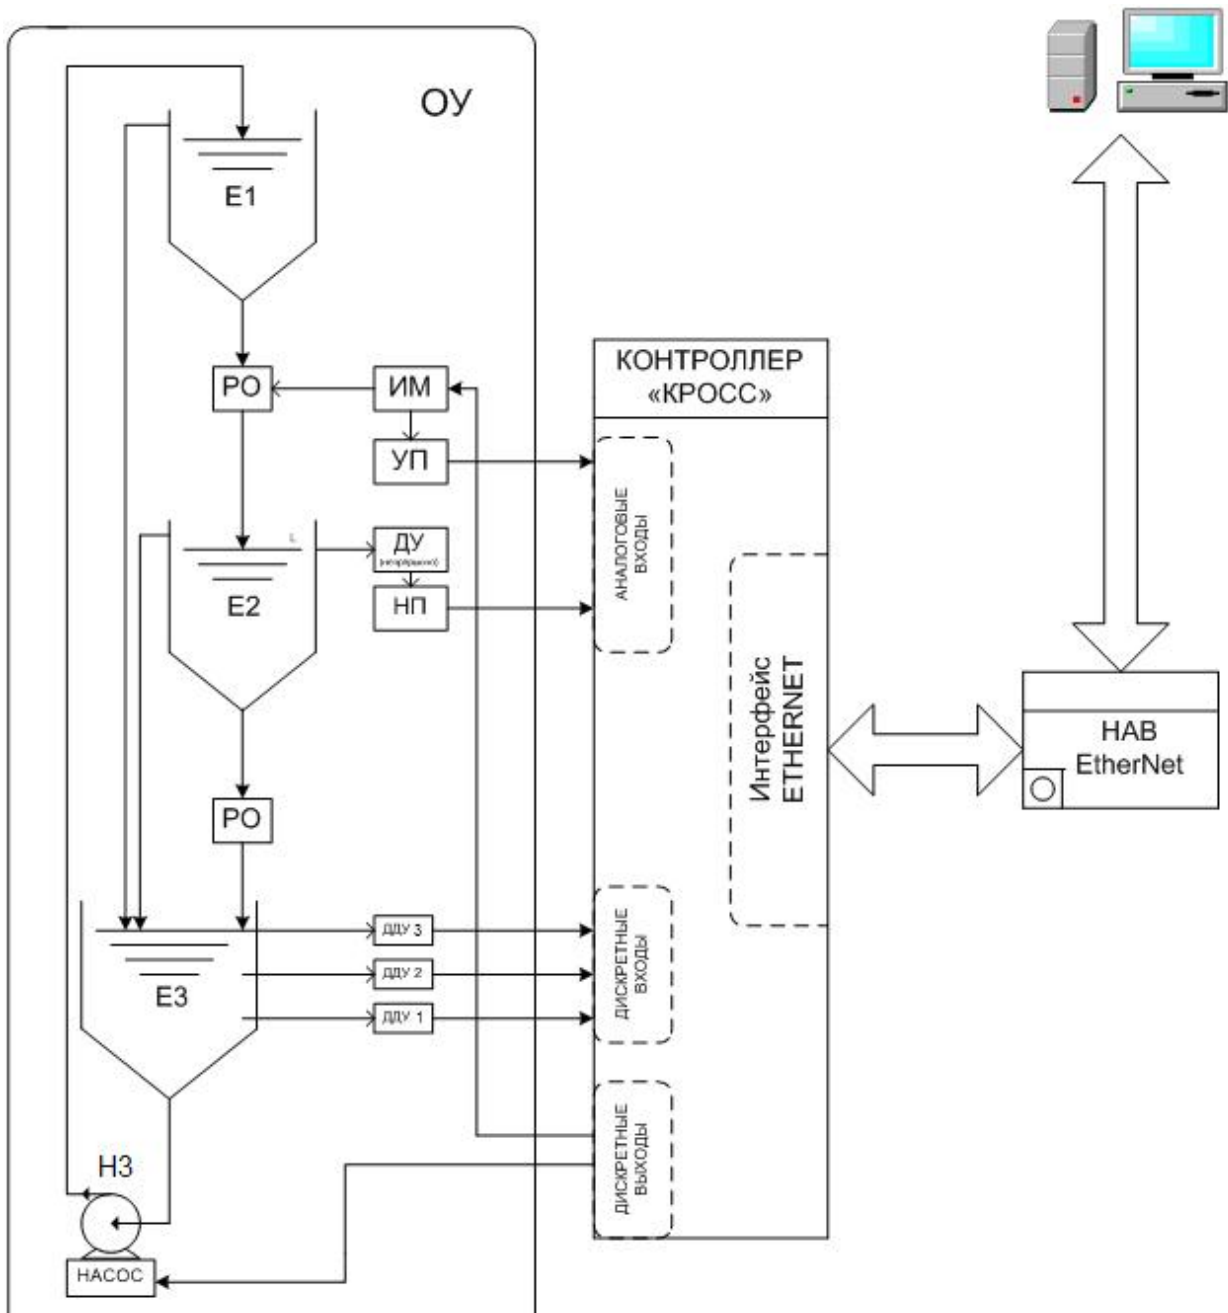 ОУ
Е1
РО
ИМ
УП
L
ДУ
Е2
НП
РО
ДДУ 3
ДДУ 2
Е3
ДДУ 1
Н3
НАСОС
КОНТРОЛЛЕР
«КРОСС»
АНАЛОГОВЫЕ
ВХОДЫ
Интерфейс
ETHERNET
ДИСКРЕТНЫЕ
ВХОДЫ
ДИСКРЕТНЫЕ
ВЫХОДЫ
НАВ
EtherNet